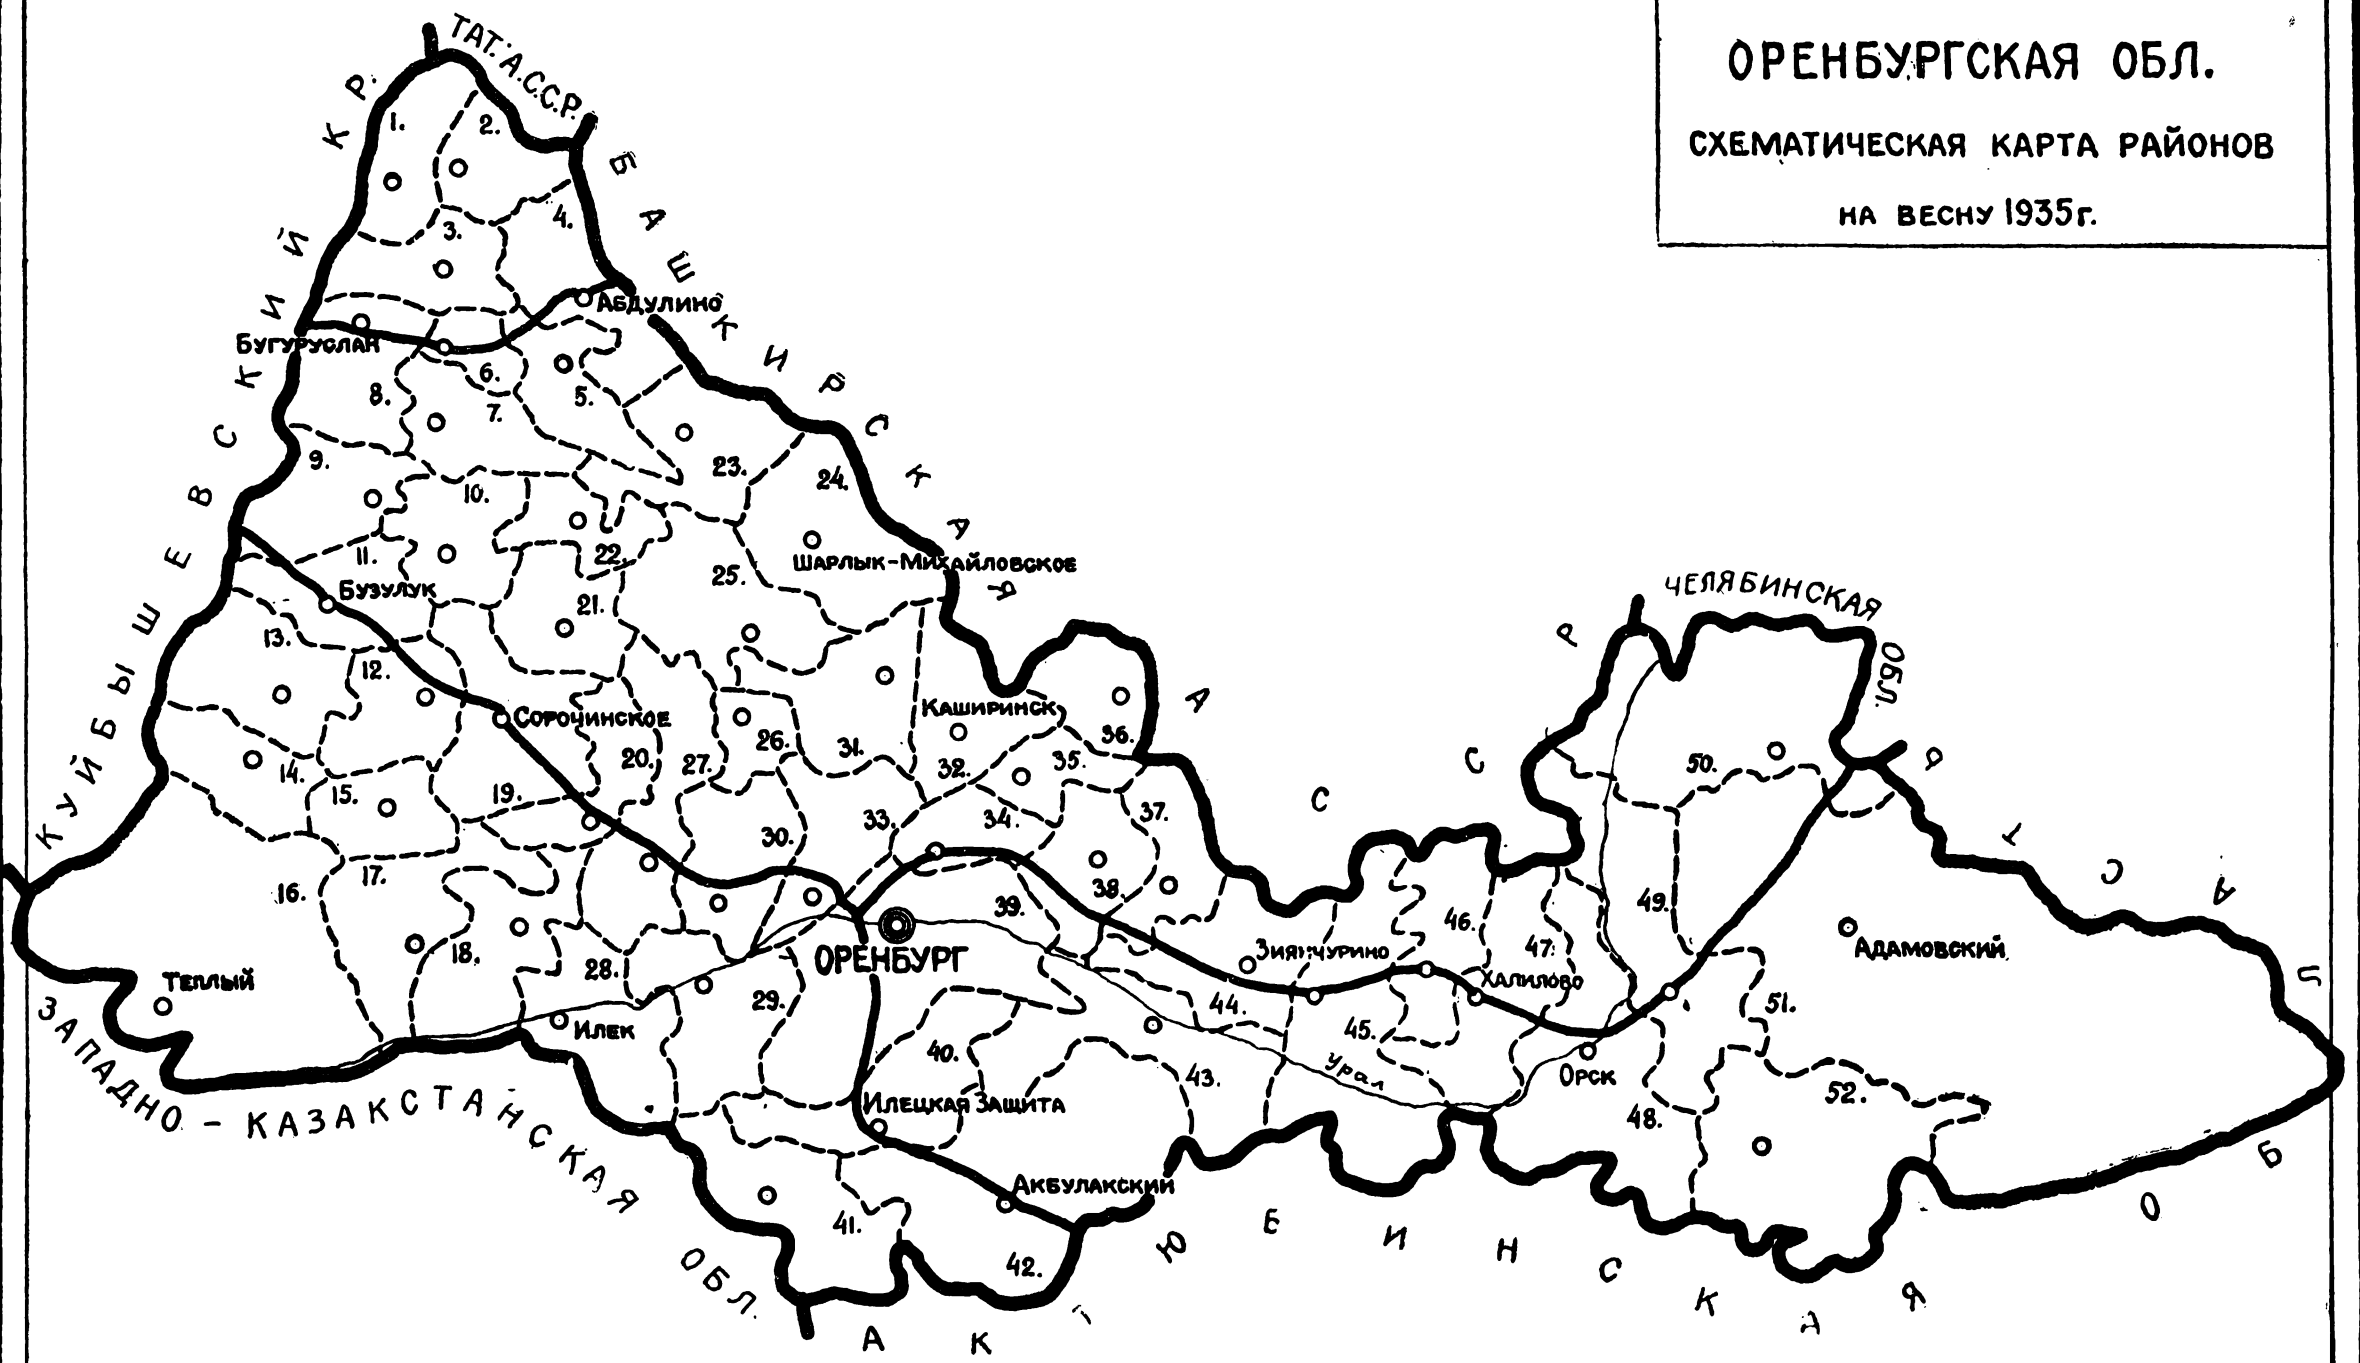 ОРЕНБУРГСКАЯ ОБЛ.
СХЕМАТИЧЕСКАЯ КАРТА РАЙОНОВ
НА ВЕСНУ 1935г.
ТАТ. А.С.С.Р.
БАШКИРСКАЯ А С С Р
ЧЕЛЯБИНСКАЯ ОБЛ.
КУЙБЫШЕВСКИЙ КР.
ЗАПАДНО-КАЗАКСТАНСКАЯ ОБЛ.
АКТЮБИНСКАЯ ОБЛАСТЬ
1.
2.
3.
4.
АБДУЛИНО
БУГУРУСЛАН
6.
5.
8.
7.
9.
23.
24.
10.
11.
22.
25.
ШАРЛЫК-МИХАЙЛОВСКОЕ
БУЗУЛУК
21.
13.
12.
СОРОЧИНСКОЕ
КАШИРИНСК
26.
31.
36.
20.
27.
32.
35.
14.
15.
19.
50.
33.
34.
37.
30.
16.
17.
38.
39.
49.
46.
47.
18.
28.
ОРЕНБУРГ
ЗИЯНЧУРИНО
АДАМОВСКИЙ
ТЕПЛЫЙ
ХАЛИЛОВО
29.
44.
51.
ИЛЕК
45.
40.
43.
Урал
ОРСК
ИЛЕЦКАЯ ЗАЩИТА
48.
52.
АКБУЛАКСКИЙ
41.
42.